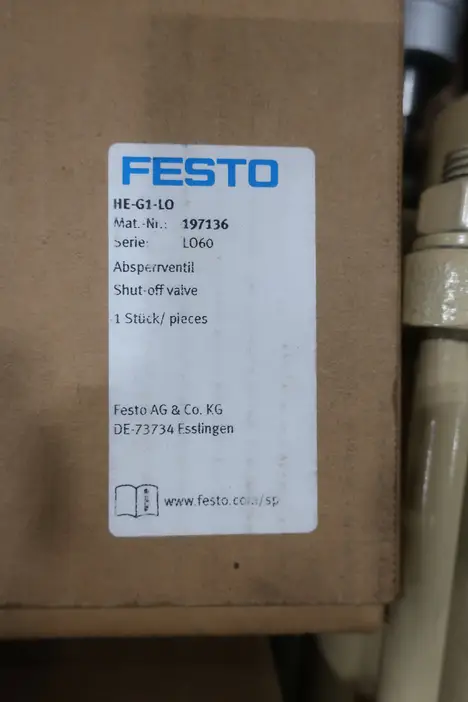 FESTO
HE-G1-LO
Mat.-Nr.: 197136
Serie: LO60
Absperrventil
Shut-off valve
1 Stück/ pieces
Festo AG & Co. KG
DE-73734 Esslingen
www.festo.com/sp